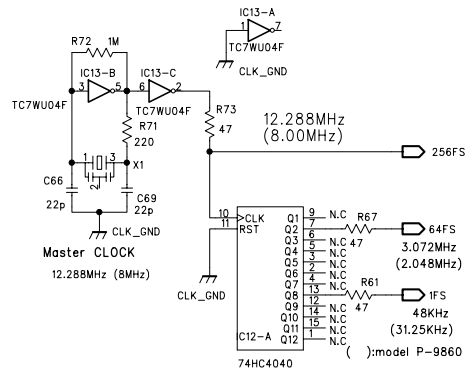 IC13-A
1 7
TC7WU04F
CLK_GND
R72 1M
IC13-B IC13-C
3 5 6 2
TC7WU04F TC7WU04F
R73
47
12.288MHz
(8.00MHz)
R71
220
256FS
1 3 X1
2
C66 C69
22p 22p
CLK_GND
Master CLOCK
12.288MHz (8MHz)
10 CLK Q1 9 N.C
11 RST Q2 7 R67 47 64FS
Q3 6 N.C
Q4 5 N.C
Q5 3 N.C
Q6 2 N.C
Q7 4 N.C
Q8 13 R61 47 1FS
Q9 12 N.C
Q10 14 N.C
Q11 15 N.C
Q12 1 N.C
3.072MHz
(2.048MHz)
48KHz
(31.25KHz)
CLK_GND
IC12-A
( ):model P-9860
74HC4040